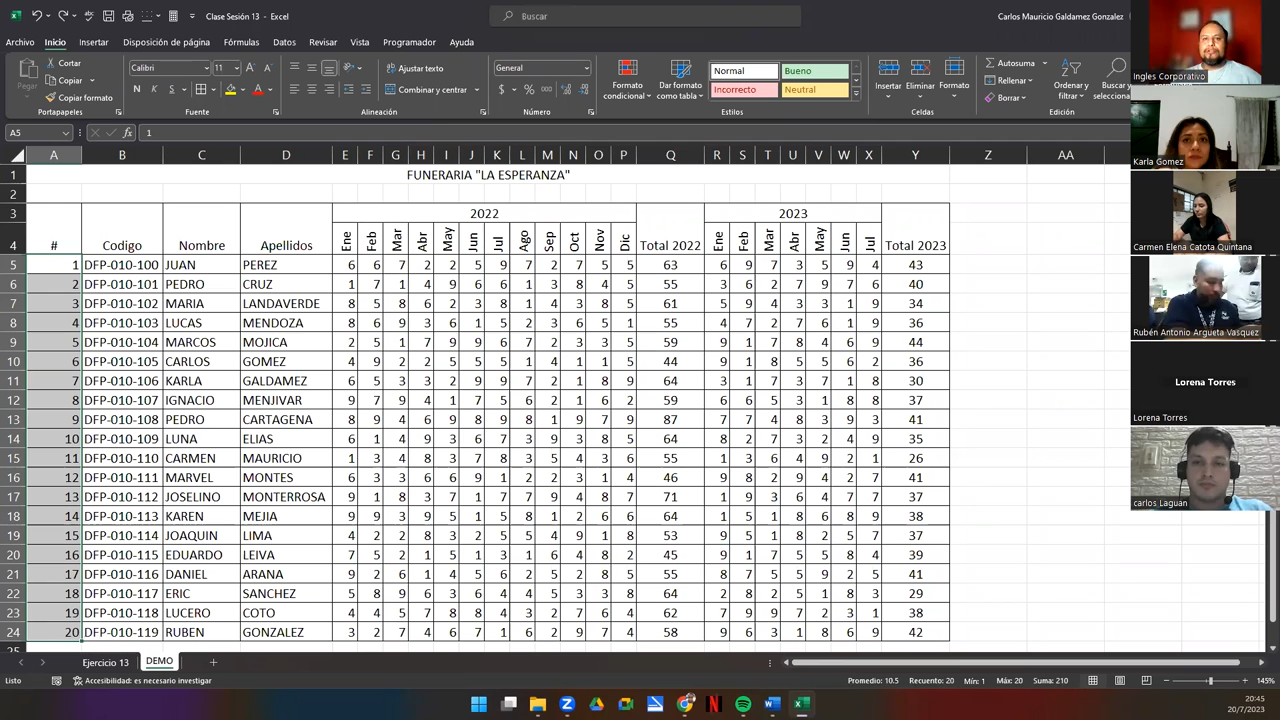 Clase Sesión 13 - Excel
Buscar
Carlos Mauricio Galdamez Gonzalez
Archivo Inicio Insertar Disposición de página Fórmulas Datos Revisar Vista Programador Ayuda
Cortar
Copiar
Copiar formato
Portapapeles
Calibri 11
N K S
Fuente
Ajustar texto
Combinar y centrar
Alineación
General
$ % 000
Número
Formato condicional
Dar formato como tabla
Normal Bueno
Incorrecto Neutral
Estilos
Insertar Eliminar Formato
Celdas
Autosuma
Rellenar
Borrar
Ordenar y
Edición
A5 fx 1
A B C D E F G H I J K L M N O P Q R S T U V W X Y Z AA
1 FUNERARIA "LA ESPERANZA"
2
3 2022 2023
4 # Codigo Nombre Apellidos Ene Feb Mar Abr May Jun Jul Ago Sep Oct Nov Dic Total 2022 Ene Feb Mar Abr May Jun Jul Total 2023
5 1 DFP-010-100 JUAN PEREZ 6 6 7 2 2 5 9 7 2 7 5 5 63 6 9 7 3 5 9 4 43
6 2 DFP-010-101 PEDRO CRUZ 1 7 1 4 9 6 6 1 3 8 4 5 55 3 6 2 7 9 7 6 40
7 3 DFP-010-102 MARIA LANDAVERDE 8 5 8 6 2 2 3 1 4 3 8 5 61 5 9 4 3 3 1 9 34
8 4 DFP-010-103 LUCAS MENDOZA 8 6 9 3 6 1 5 2 3 6 5 1 55 4 7 2 7 6 1 9 36
9 5 DFP-010-104 MARCOS MOJICA 2 5 1 7 9 6 9 7 2 3 3 5 59 9 1 7 8 4 6 9 44
10 6 DFP-010-105 CARLOS GOMEZ 4 9 2 2 5 5 5 1 4 1 1 5 44 9 1 8 5 5 6 2 36
11 7 DFP-010-106 KARLA GALDAMEZ 6 5 3 3 2 9 9 7 2 1 8 9 64 3 1 7 3 7 1 8 30
12 8 DFP-010-107 IGNACIO MENJIVAR 9 7 9 4 1 7 5 6 2 2 1 6 59 6 6 5 3 1 8 8 37
13 9 DFP-010-108 PEDRO CARTAGENA 8 9 4 6 9 8 9 8 1 9 7 9 87 7 7 4 8 3 9 3 41
14 10 DFP-010-109 LUNA ELIAS 6 1 4 9 3 6 7 3 9 3 8 5 64 8 2 7 3 2 4 9 35
15 11 DFP-010-110 CARMEN MAURICIO 1 3 4 8 3 7 8 3 5 4 3 6 55 1 3 6 4 9 2 1 26
16 12 DFP-010-111 MARVEL MONTES 6 3 3 6 6 9 1 2 2 3 1 4 46 9 8 2 9 4 2 7 41
17 13 DFP-010-112 JOSELINO MONTERROSA 9 1 8 3 7 7 7 9 4 8 7 71 1 9 3 6 4 7 7 37
18 14 DFP-010-113 KAREN MEJIA 9 9 3 9 5 1 5 8 1 2 6 6 64 1 5 1 8 6 8 9 38
19 15 DFP-010-114 JOAQUIN LIMA 4 2 2 8 3 2 5 5 4 9 1 8 53 9 5 1 8 2 5 7 37
20 16 DFP-010-115 EDUARDO LEIVA 7 5 2 1 5 1 3 1 6 4 8 2 45 9 1 7 5 5 8 4 39
21 17 DFP-010-116 DANIEL ARANA 9 2 6 1 4 5 6 2 5 2 8 5 55 8 7 5 5 9 2 5 41
22 18 DFP-010-117 ERIC SANCHEZ 5 8 9 6 3 3 8 2 6 4 6 4 64 2 8 2 5 1 8 3 29
23 19 DFP-010-118 LUCERO COTO 4 4 5 7 8 8 4 3 2 7 6 4 62 7 9 9 7 2 3 1 38
24 20 DFP-010-119 RUBEN GONZALEZ 3 2 7 4 6 7 1 6 2 9 7 4 58 9 6 3 1 8 6 9 42
Ejercicio 13 DEMO
Listo Accesibilidad: es necesario investigar Promedio: 10.5 Recuento: 20 Mín: 1 Máx: 20 Suma: 210 145%
20:45
20/7/2023
Ingles Corporativo
Karla Gomez
Carmen Elena Catota Quintana
Rubén Antonio Argueta Vasquez
Lorena Torres
Lorena Torres
carlos Laguan